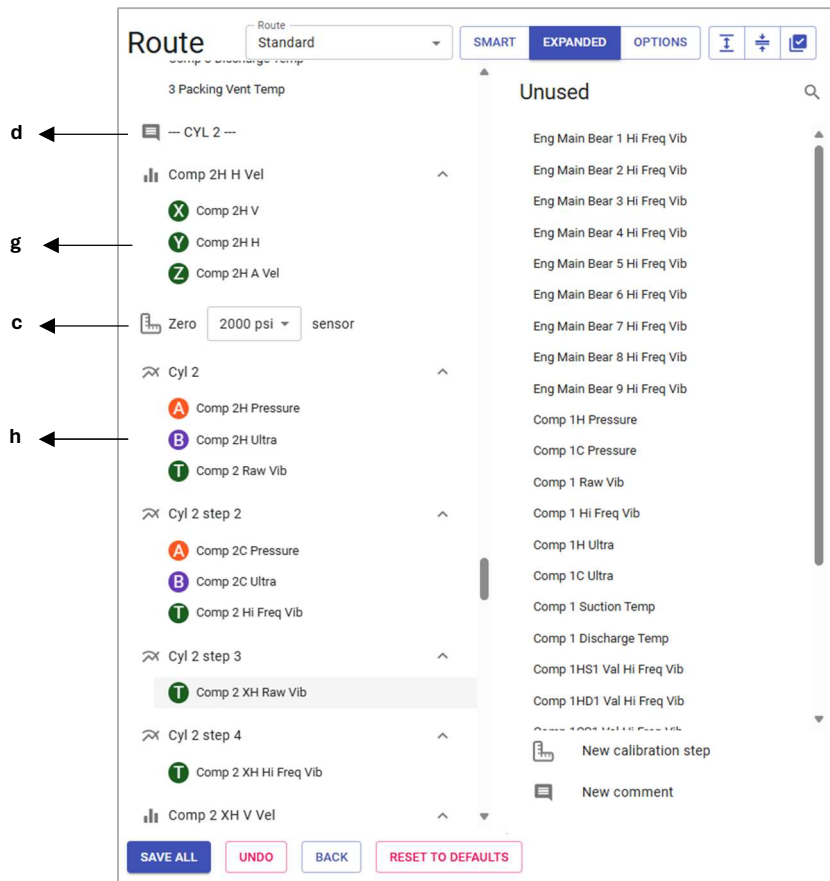 Route
Route
Standard
SMART
EXPANDED
OPTIONS
3 Packing Vent Temp
d
--- CYL 2 ---
Comp 2H H Vel
X Comp 2H V
g
Y Comp 2H H
Z Comp 2H A Vel
c
Zero 2000 psi sensor
Cyl 2
A Comp 2H Pressure
h
B Comp 2H Ultra
T Comp 2 Raw Vib
Cyl 2 step 2
A Comp 2C Pressure
B Comp 2C Ultra
T Comp 2 Hi Freq Vib
Cyl 2 step 3
T Comp 2 XH Raw Vib
Cyl 2 step 4
T Comp 2 XH Hi Freq Vib
Comp 2 XH V Vel
Unused
Eng Main Bear 1 Hi Freq Vib
Eng Main Bear 2 Hi Freq Vib
Eng Main Bear 3 Hi Freq Vib
Eng Main Bear 4 Hi Freq Vib
Eng Main Bear 5 Hi Freq Vib
Eng Main Bear 6 Hi Freq Vib
Eng Main Bear 7 Hi Freq Vib
Eng Main Bear 8 Hi Freq Vib
Eng Main Bear 9 Hi Freq Vib
Comp 1H Pressure
Comp 1C Pressure
Comp 1 Raw Vib
Comp 1 Hi Freq Vib
Comp 1H Ultra
Comp 1C Ultra
Comp 1 Suction Temp
Comp 1 Discharge Temp
Comp 1HS1 Val Hi Freq Vib
Comp 1HD1 Val Hi Freq Vib
New calibration step
New comment
SAVE ALL
UNDO
BACK
RESET TO DEFAULTS